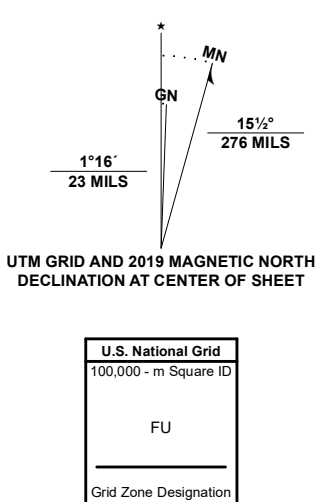 ★
MN
GN
15½°
276 MILS
1°16´
23 MILS
UTM GRID AND 2019 MAGNETIC NORTH
DECLINATION AT CENTER OF SHEET
U.S. National Grid
100,000 - m Square ID
FU
Grid Zone Designation